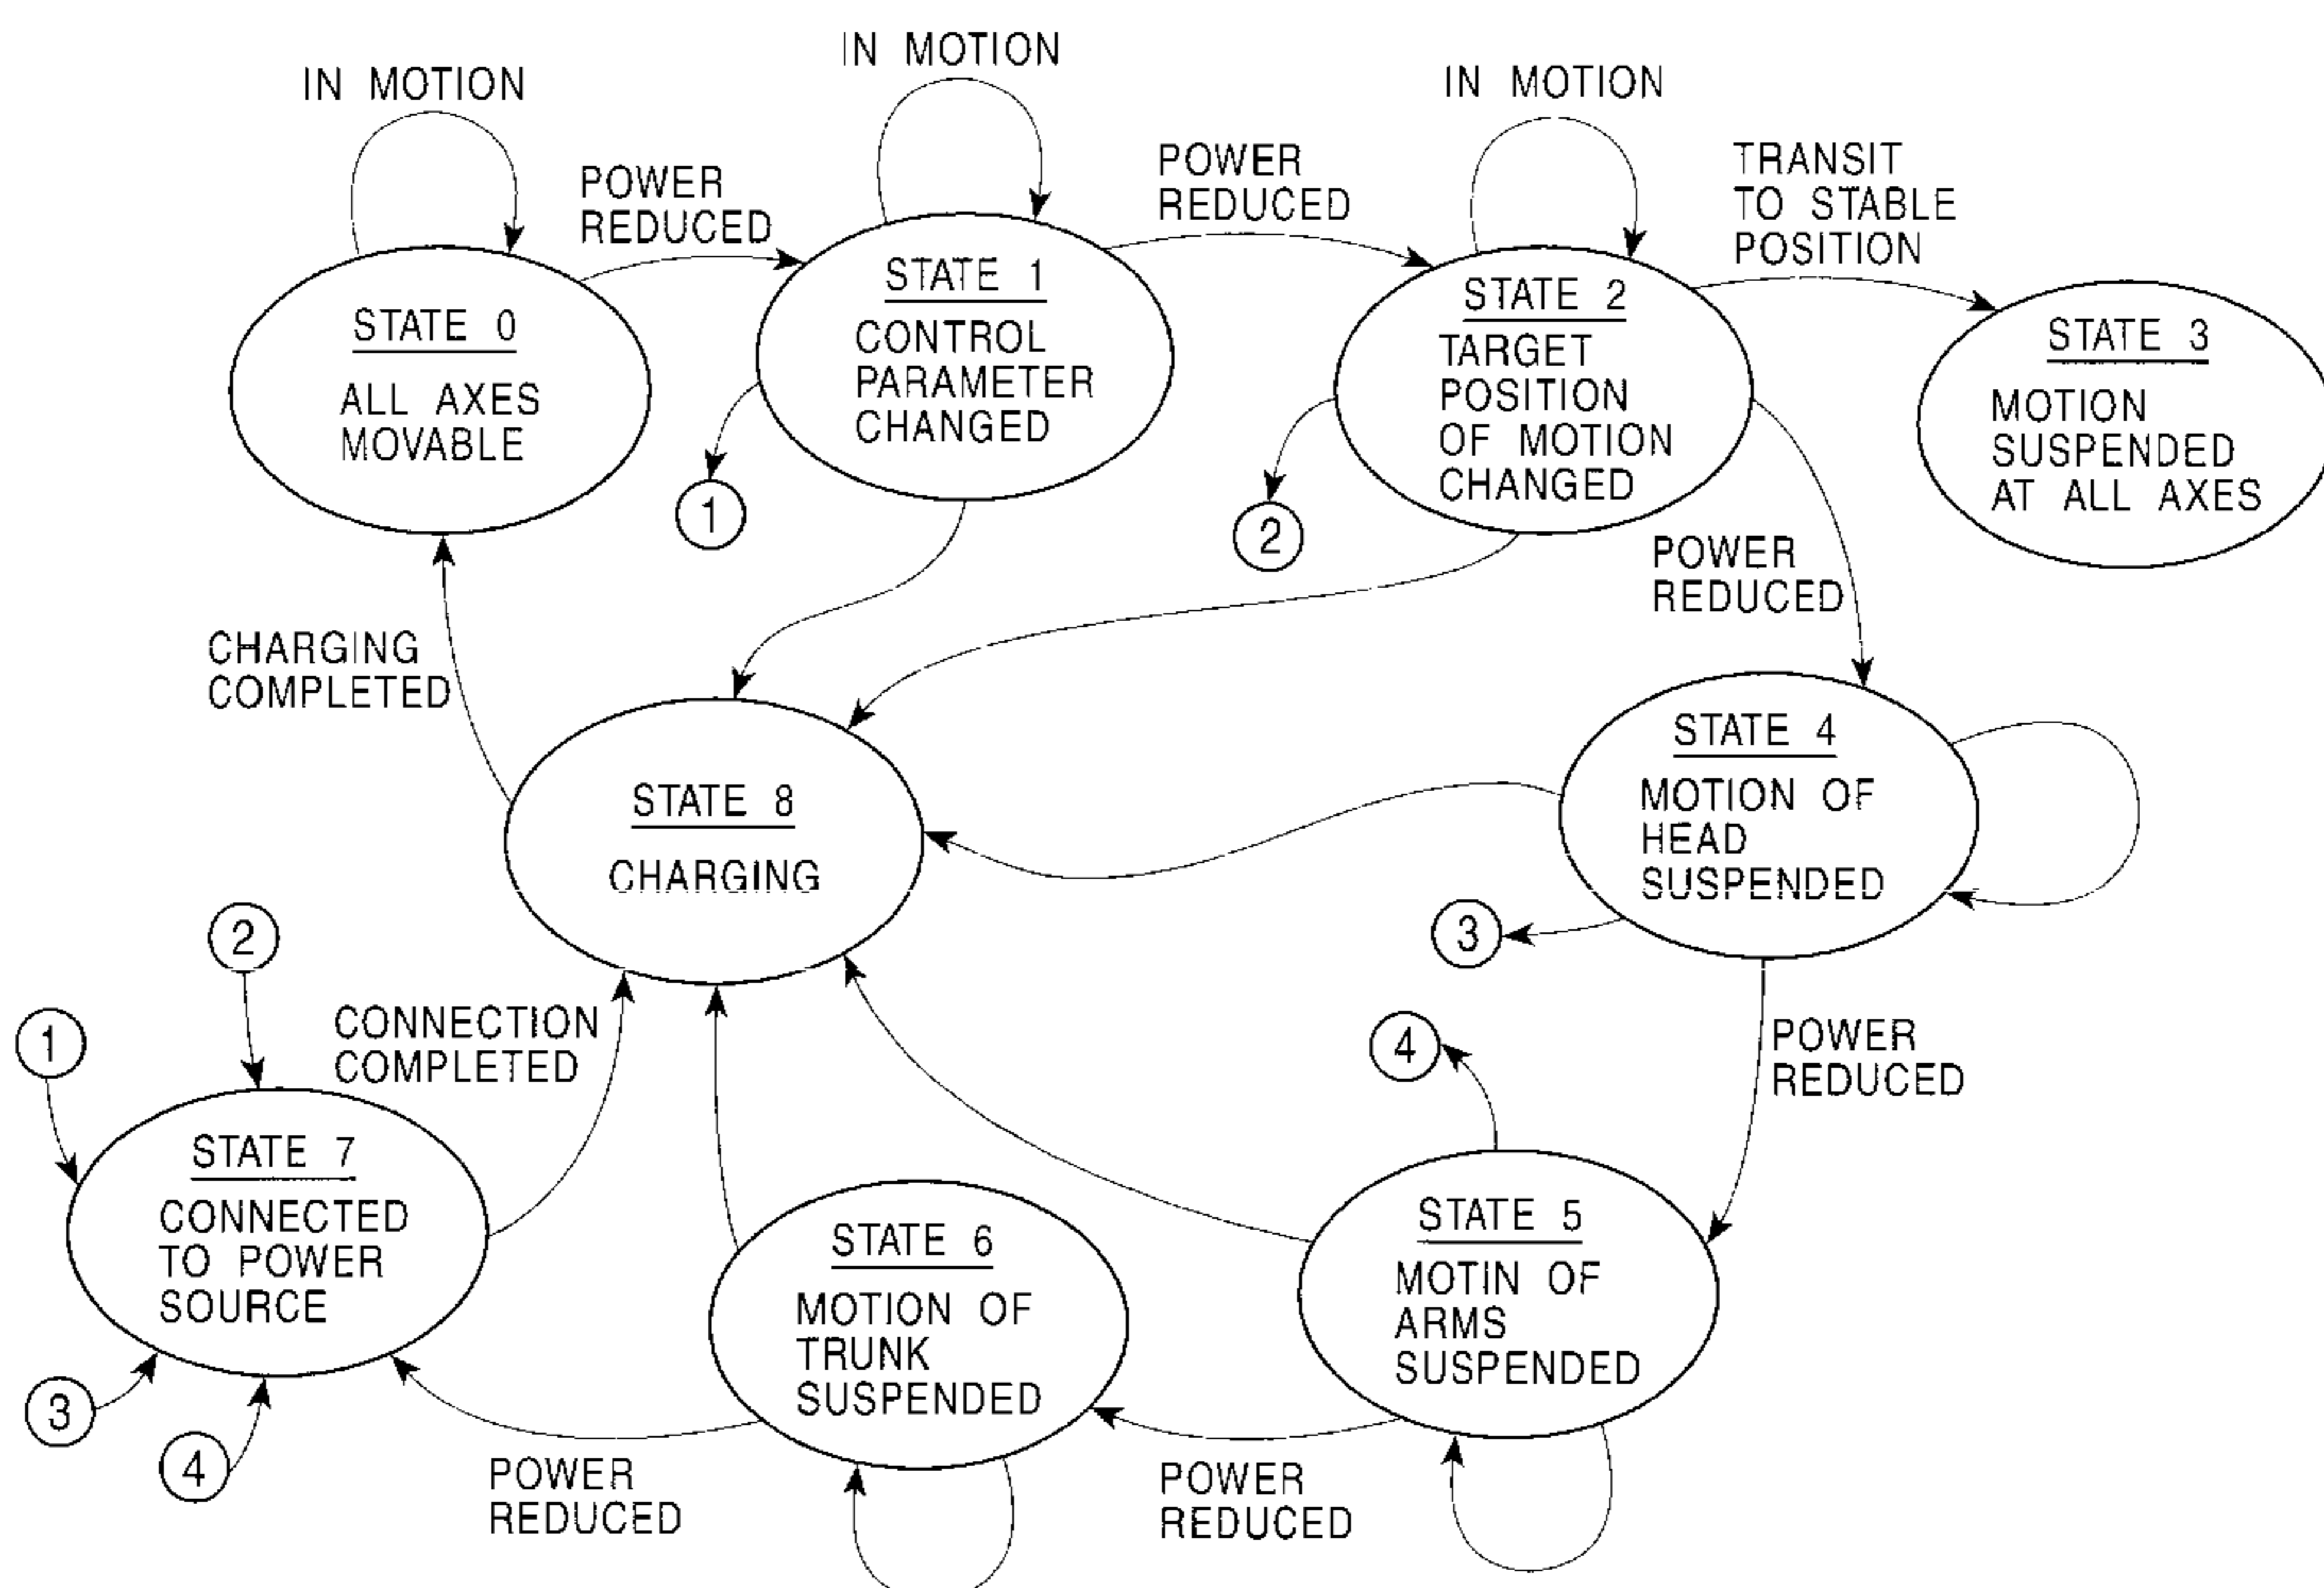 IN MOTION
IN MOTION
IN MOTION
POWER
REDUCED
POWER
REDUCED
TRANSIT
TO STABLE
POSITION
STATE 0
ALL AXES
MOVABLE
STATE 1
CONTROL
PARAMETER
CHANGED
STATE 2
TARGET
POSITION
OF MOTION
CHANGED
STATE 3
MOTION
SUSPENDED
AT ALL AXES
1
2
POWER
REDUCED
CHARGING
COMPLETED
STATE 8
CHARGING
STATE 4
MOTION OF
HEAD
SUSPENDED
3
2
1
CONNECTION
COMPLETED
4
POWER
REDUCED
STATE 7
CONNECTED
TO POWER
SOURCE
STATE 6
MOTION OF
TRUNK
SUSPENDED
STATE 5
MOTIN OF
ARMS
SUSPENDED
3
4
POWER
REDUCED
POWER
REDUCED